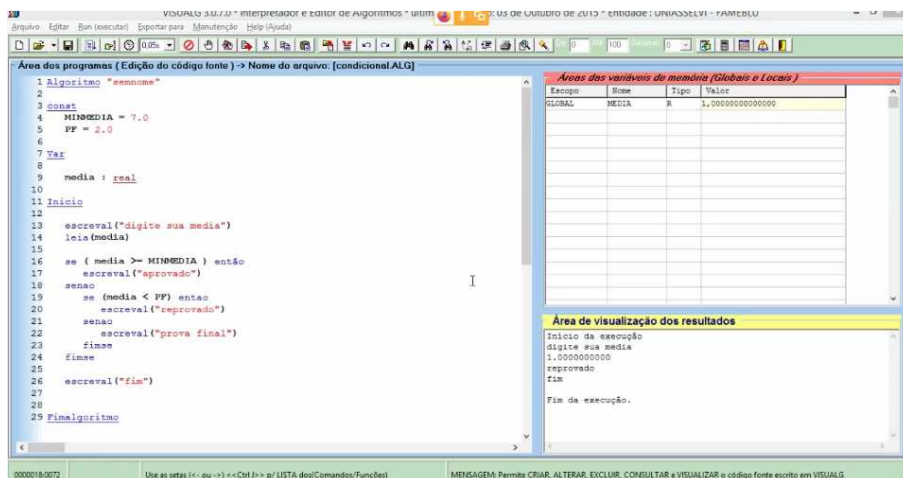 VISUALG 3.0.7.0 * Interpretador e Editor de Algoritmos * últim : 03 de Outubro de 2015 * Entidade : UNIASSELVI - FAMEBLU
Arquivo Editar Run (executar) Exportar para Manutenção Help (Ajuda)
0,05s 0 100 0
Área dos programas ( Edição do código fonte ) -> Nome do arquivo: [condicional.ALG]
1 Algoritmo "semnome"
2
3 const
4 MINMEDIA = 7.0
5 PF = 2.0
6
7 Var
8
9 media : real
10
11 Inicio
12
13 escreval("digite sua media")
14 leia(media)
15
16 se ( media >= MINMEDIA ) então
17 escreval("aprovado")
18 senao
19 se (media < PF) entao
20 escreval("reprovado")
21 senao
22 escreval("prova final")
23 fimse
24 fimse
25
26 escreval("fim")
27
28
29 Fimalgoritmo
Áreas das variáveis de memória (Globais e Locais )
Escopo Nome Tipo Valor
GLOBAL MEDIA R 1,00000000000000
Área de visualização dos resultados
Início da execução
digite sua media
1.0000000000
reprovado
fim
Fim da execução.
0000018:0072 Use as setas (<- ou ->) <<Ctrl J>> p/ LISTA dos(Comandos/Funções) MENSAGEM: Permite CRIAR, ALTERAR, EXCLUIR, CONSULTAR e VISUALIZAR o código fonte escrito em VISUALG